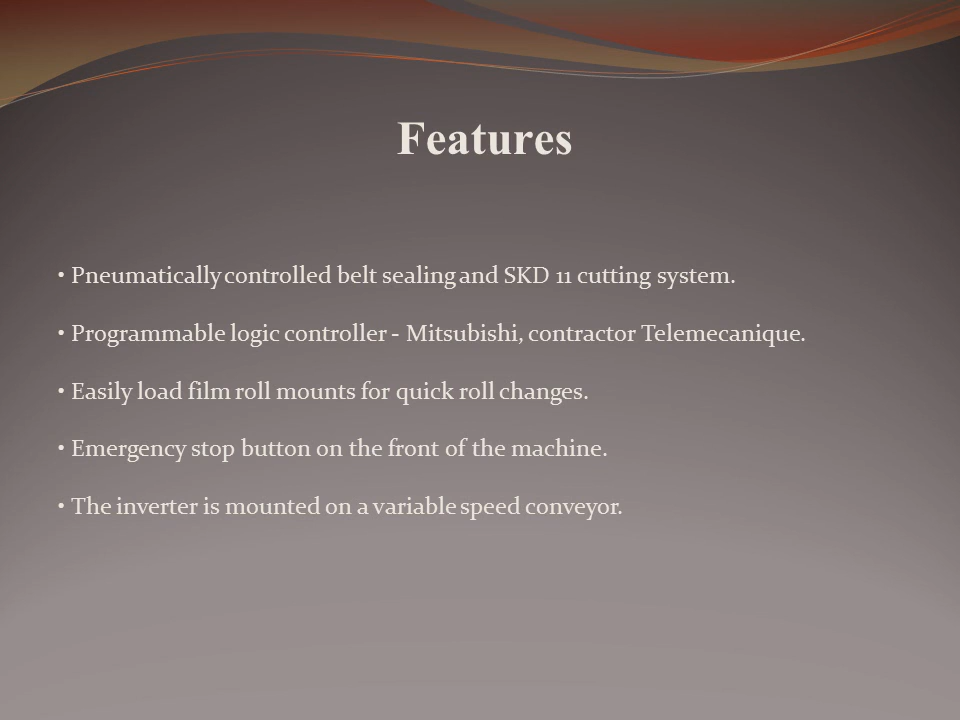 Features
• Pneumatically controlled belt sealing and SKD 11 cutting system.
• Programmable logic controller - Mitsubishi, contractor Telemecanique.
• Easily load film roll mounts for quick roll changes.
• Emergency stop button on the front of the machine.
• The inverter is mounted on a variable speed conveyor.